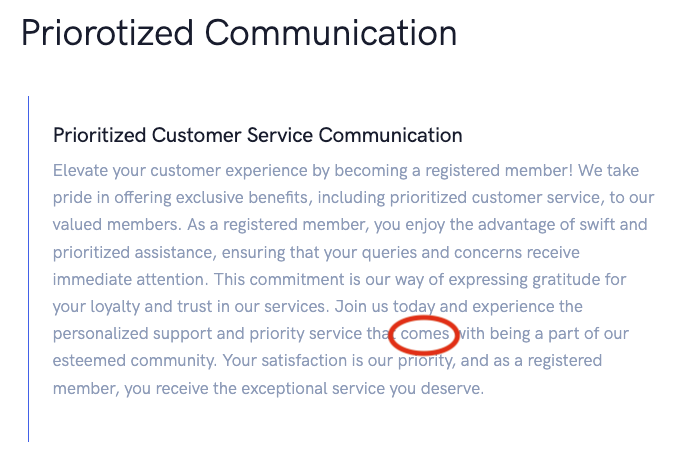 Priorotized Communication
Prioritized Customer Service Communication
Elevate your customer experience by becoming a registered member! We take
pride in offering exclusive benefits, including prioritized customer service, to our
valued members. As a registered member, you enjoy the advantage of swift and
prioritized assistance, ensuring that your queries and concerns receive
immediate attention. This commitment is our way of expressing gratitude for
your loyalty and trust in our services. Join us today and experience the
personalized support and priority service that comes with being a part of our
esteemed community. Your satisfaction is our priority, and as a registered
member, you receive the exceptional service you deserve.